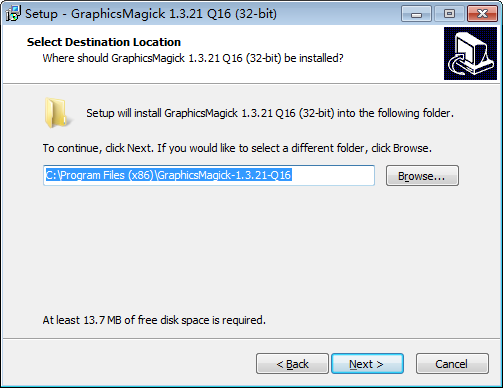 Setup - GraphicsMagick 1.3.21 Q16 (32-bit)
Select Destination Location
Where should GraphicsMagick 1.3.21 Q16 (32-bit) be installed?
Setup will install GraphicsMagick 1.3.21 Q16 (32-bit) into the following folder.
To continue, click Next. If you would like to select a different folder, click Browse.
C:\Program Files (x86)\GraphicsMagick-1.3.21-Q16
Browse...
At least 13.7 MB of free disk space is required.
< Back
Next >
Cancel